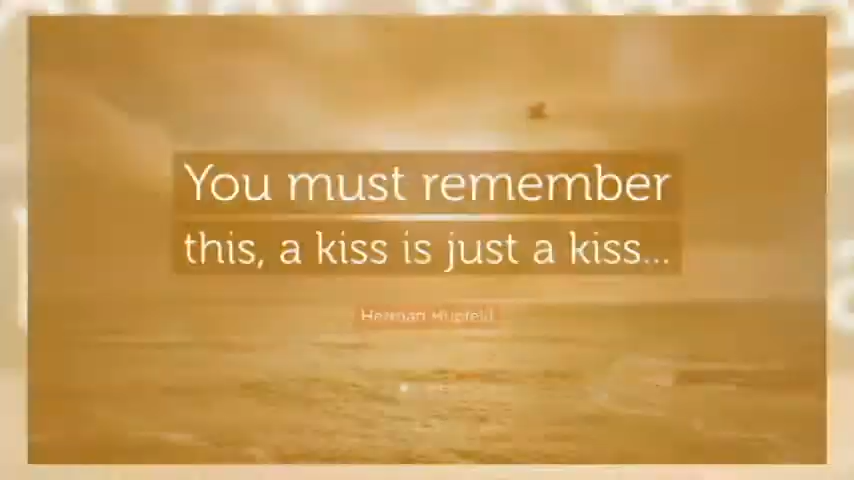 You must remember
this, a kiss is just a kiss...
Herman Hupfeld